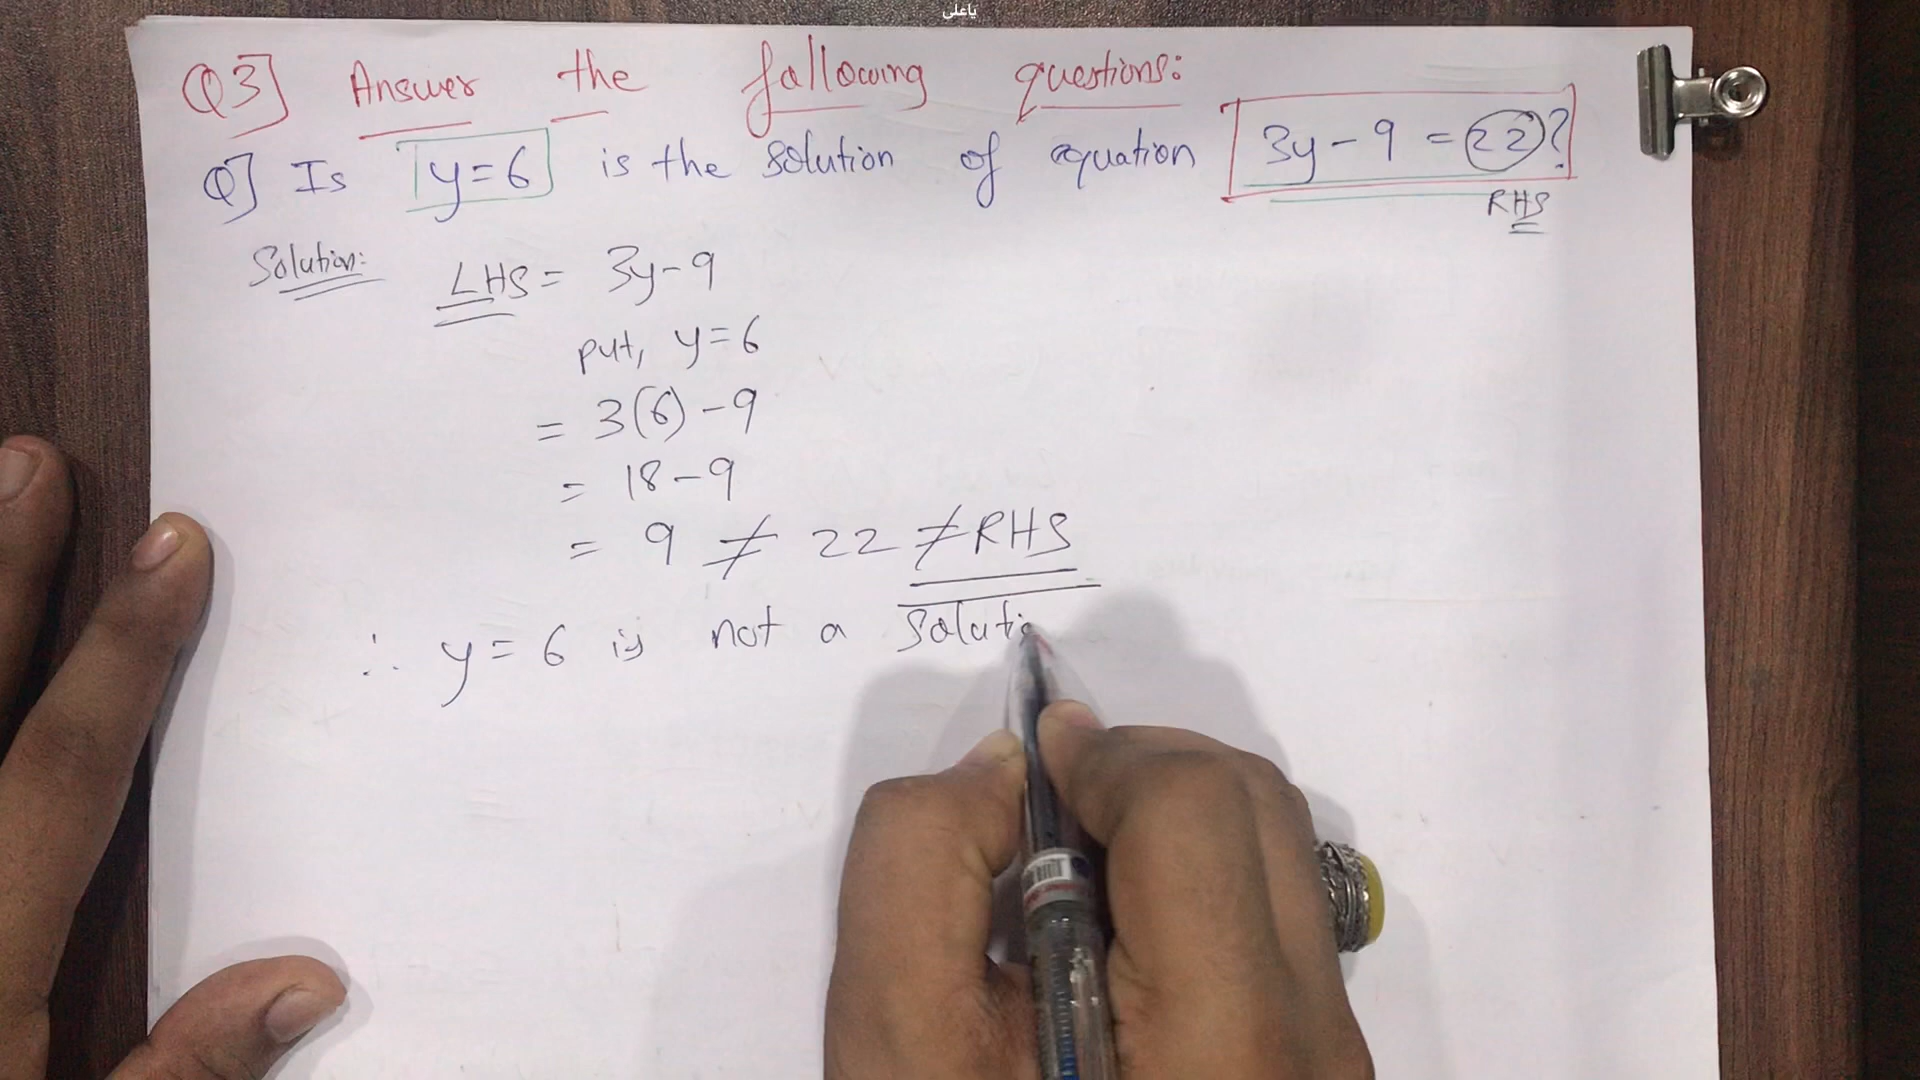 ياعلى
Q3] Answer the following questions:
Q] Is y=6 is the solution of equation 3y-9=22?
RHS
Solution: LHS = 3y-9
put, y=6
= 3(6)-9
= 18-9
= 9 ≠ 22 ≠ RHS
∴ y=6 is not a Solutio